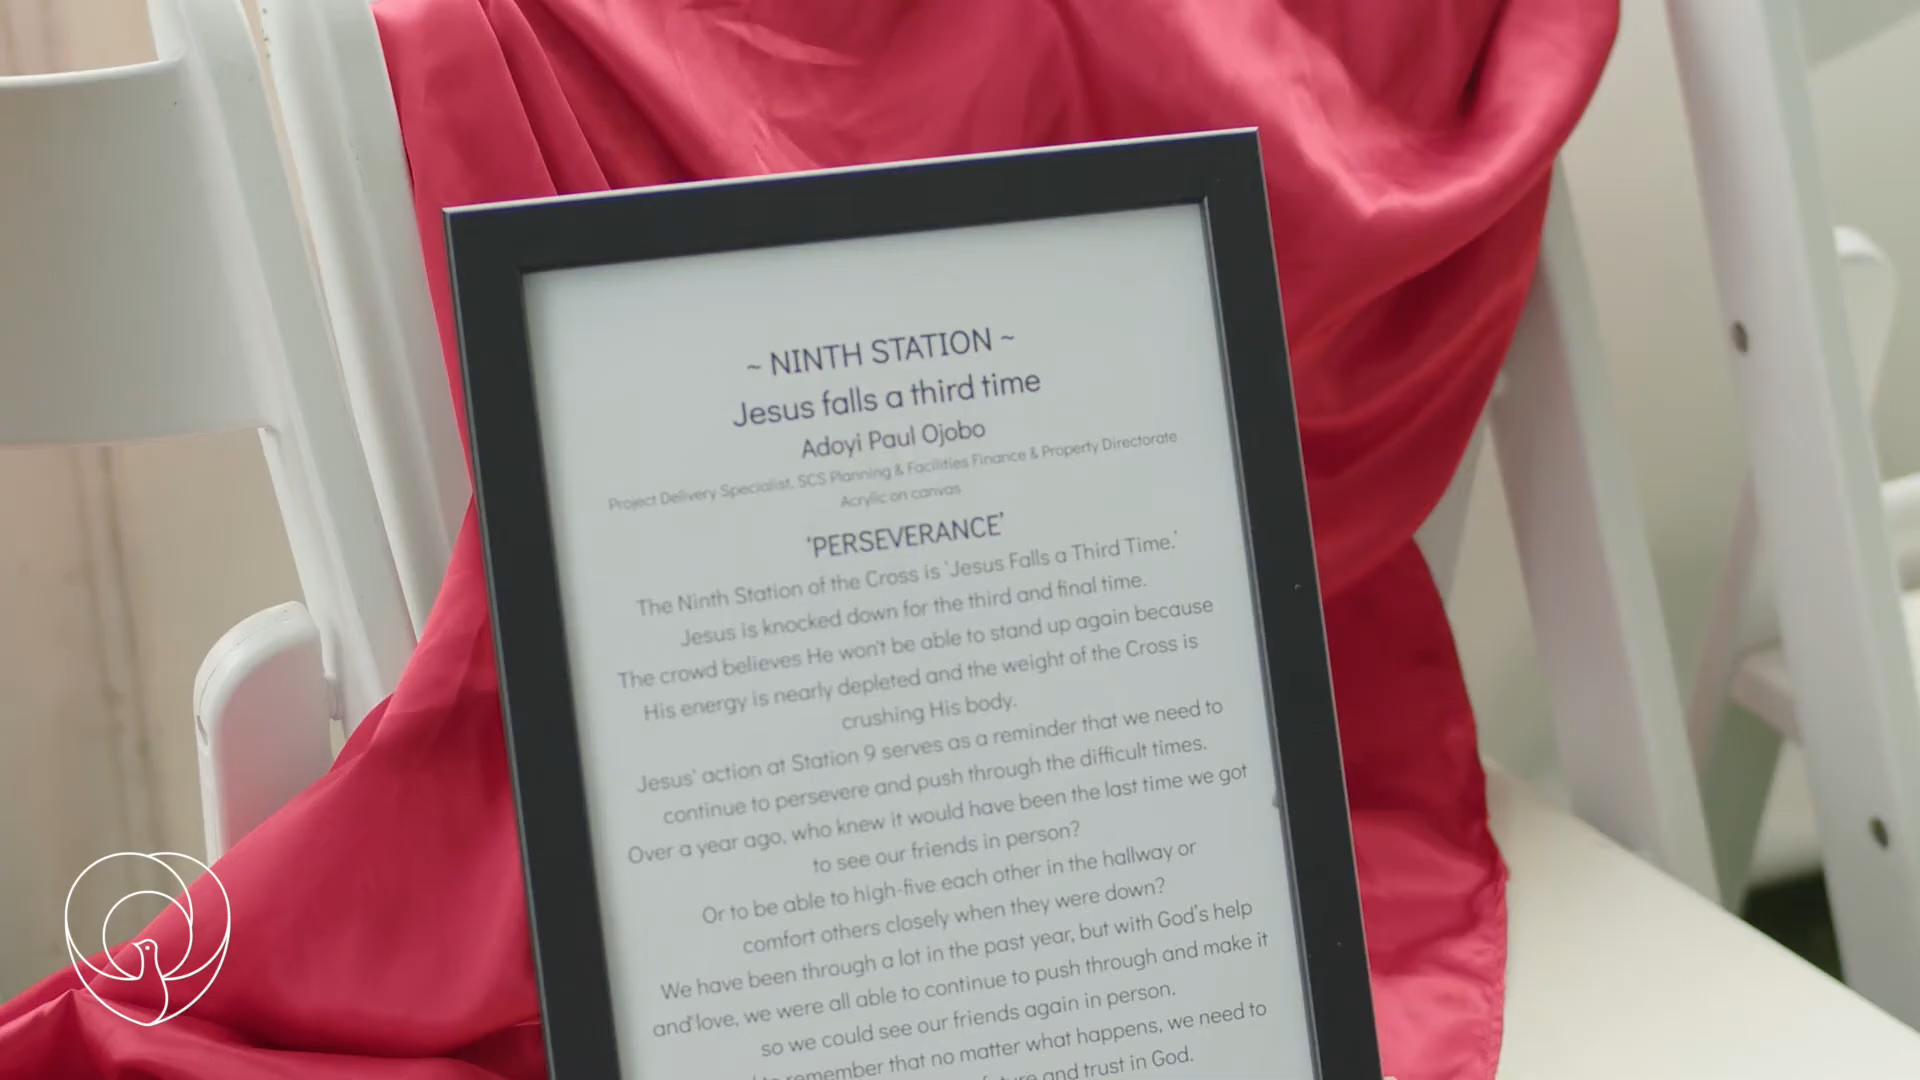 ~ NINTH STATION ~
Jesus falls a third time
Adoyi Paul Ojobo
Project Delivery Specialist, SCS Planning & Facilities Finance & Property Directorate
Acrylic on canvas
'PERSEVERANCE'
The Ninth Station of the Cross is 'Jesus Falls a Third Time.'
Jesus is knocked down for the third and final time.
The crowd believes He won't be able to stand up again because
His energy is nearly depleted and the weight of the Cross is
crushing His body.
Jesus' action at Station 9 serves as a reminder that we need to
continue to persevere and push through the difficult times.
Over a year ago, who knew it would have been the last time we got
to see our friends in person?
Or to be able to high-five each other in the hallway or
comfort others closely when they were down?
We have been through a lot in the past year, but with God's help
and love, we were all able to continue to push through and make it
so we could see our friends again in person.
to remember that no matter what happens, we need to
and trust in God.